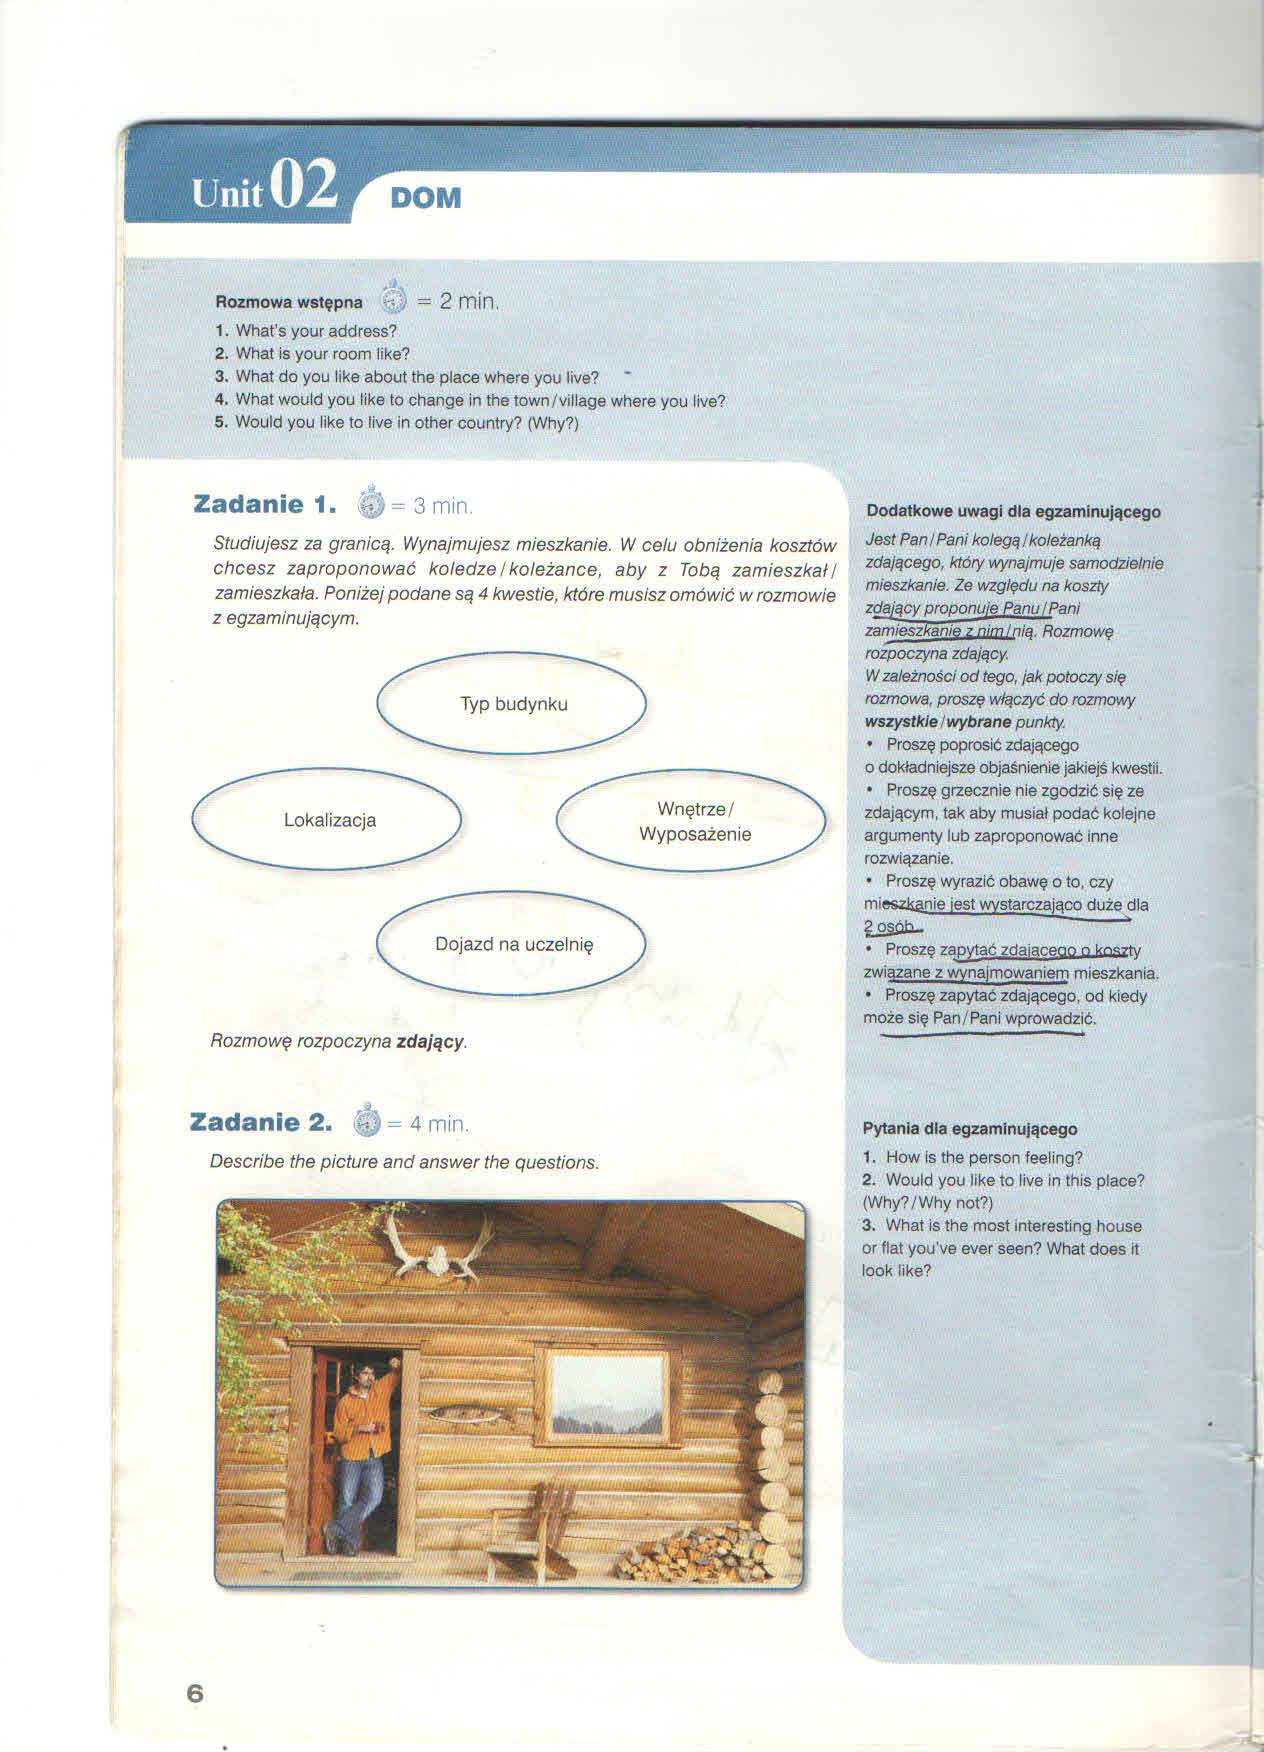 Unit 02
DOM
Rozmowa wstępna = 2 min.
1. What's your address?
2. What is your room like?
3. What do you like about the place where you live?
4. What would you like to change in the town/village where you live?
5. Would you like to live in other country? (Why?)
Zadanie 1. = 3 min.
Studiujesz za granicą. Wynajmujesz mieszkanie. W celu obniżenia kosztów
chcesz zaproponować koledze/koleżance, aby z Tobą zamieszkał/
zamieszkała. Poniżej podane są 4 kwestie, które musisz omówić w rozmowie
z egzaminującym.
Typ budynku
Lokalizacja
Wnętrze/
Wyposażenie
Dojazd na uczelnię
Rozmowę rozpoczyna zdający.
Dodatkowe uwagi dla egzaminującego
Jest Pan/Pani kolegą/koleżanką
zdającego, który wynajmuje samodzielnie
mieszkanie. Ze względu na koszty
zdający proponuje Panu/Pani
zamieszkanie z nim/nią. Rozmowę
rozpoczyna zdający.
W zależności od tego, jak potoczy się
rozmowa, proszę włączyć do rozmowy
wszystkie/wybrane punkty.
• Proszę poprosić zdającego
o dokładniejsze objaśnienie jakiejś kwestii.
• Proszę grzecznie nie zgodzić się ze
zdającym, tak aby musiał podać kolejne
argumenty lub zaproponować inne
rozwiązanie.
• Proszę wyrazić obawę o to, czy
mieszkanie jest wystarczająco duże dla
2 osób.
• Proszę zapytać zdającego o koszty
związane z wynajmowaniem mieszkania.
• Proszę zapytać zdającego, od kiedy
może się Pan/Pani wprowadzić.
Zadanie 2. = 4 min.
Describe the picture and answer the questions.
Pytania dla egzaminującego
1. How is the person feeling?
2. Would you like to live in this place?
(Why?/Why not?)
3. What is the most interesting house
or flat you've ever seen? What does it
look like?
6